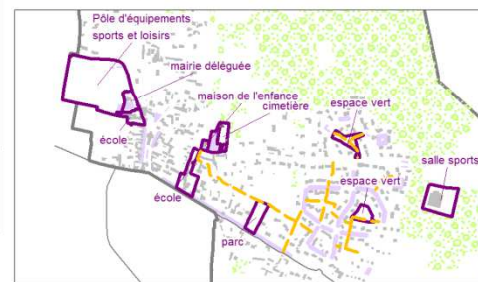 Pôle d'équipements
sports et loisirs
mairie déléguée
maison de l'enfance
cimetière
espace vert
école
salle sports
espace vert
école
parc